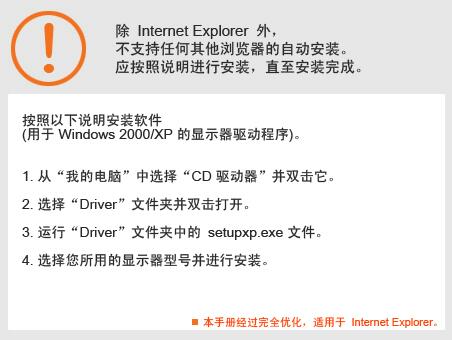 除 Internet Explorer 外，
不支持任何其他浏览器的自动安装。
应按照说明进行安装，直至安装完成。
按照以下说明安装软件
(用于 Windows 2000/XP 的显示器驱动程序)。
1. 从“我的电脑”中选择“CD 驱动器”并双击它。
2. 选择“Driver”文件夹并双击打开。
3. 运行“Driver”文件夹中的 setupxp.exe 文件。
4. 选择您所用的显示器型号并进行安装。
■ 本手册经过完全优化，适用于 Internet Explorer。